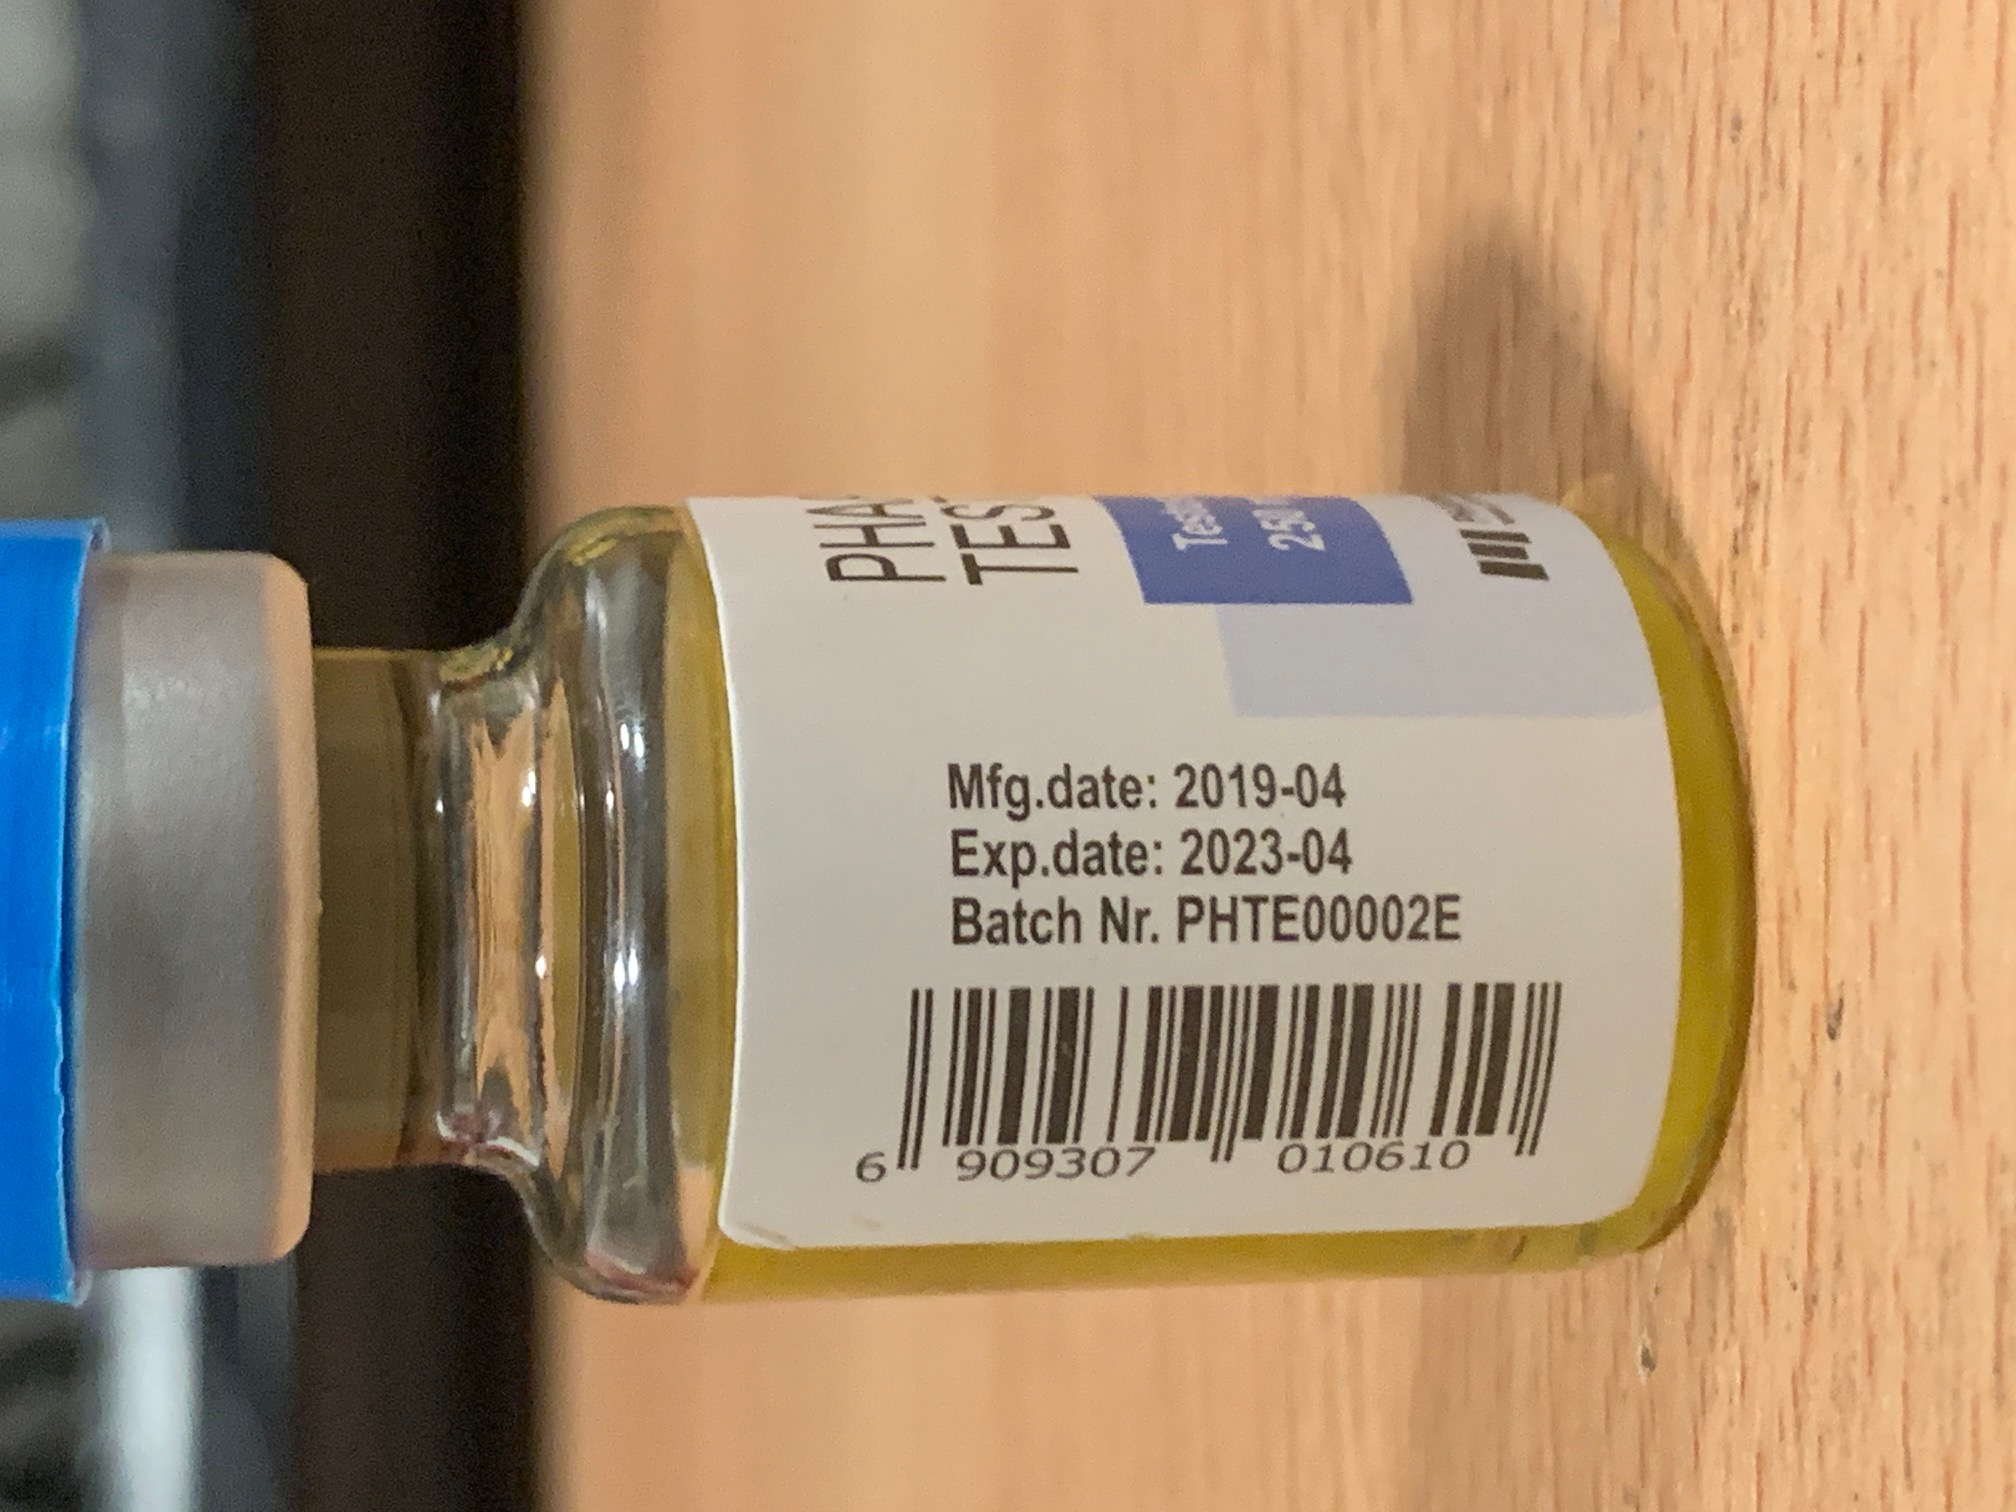 Mfg.date: 2019-04
Exp.date: 2023-04
Batch Nr. PHTE00002E
6 909307 010610